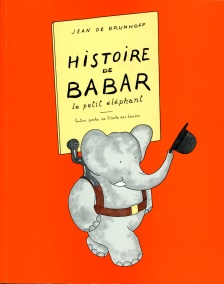 JEAN DE BRUNHOFF
HISTOIRE
DE
BABAR
le petit éléphant